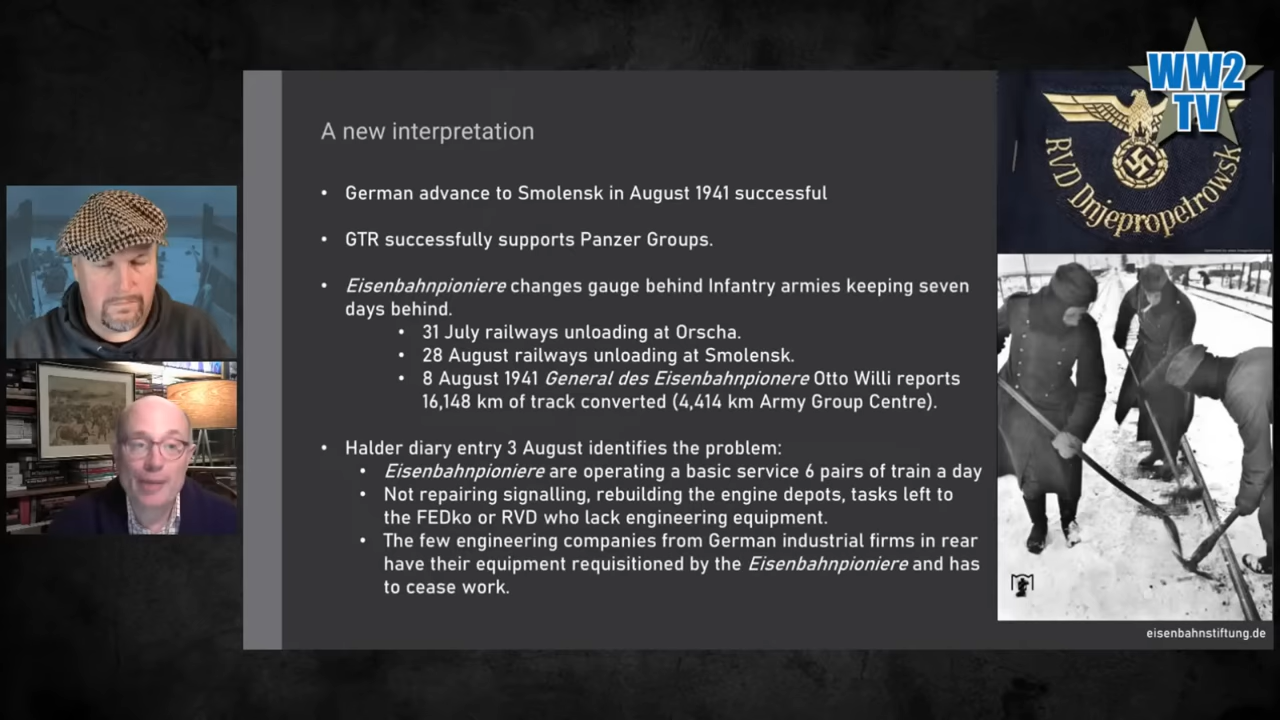 WW2
TV
A new interpretation
• German advance to Smolensk in August 1941 successful
• GTR successfully supports Panzer Groups.
• Eisenbahnpioniere changes gauge behind Infantry armies keeping seven
days behind.
• 31 July railways unloading at Orscha.
• 28 August railways unloading at Smolensk.
• 8 August 1941 General des Eisenbahnpionere Otto Willi reports
16,148 km of track converted (4,414 km Army Group Centre).
• Halder diary entry 3 August identifies the problem:
• Eisenbahnpioniere are operating a basic service 6 pairs of train a day
• Not repairing signalling, rebuilding the engine depots, tasks left to
the FEDko or RVD who lack engineering equipment.
• The few engineering companies from German industrial firms in rear
have their equipment requisitioned by the Eisenbahnpioniere and has
to cease work.
RVD Dnjepropetrowsk
eisenbahnstiftung.de